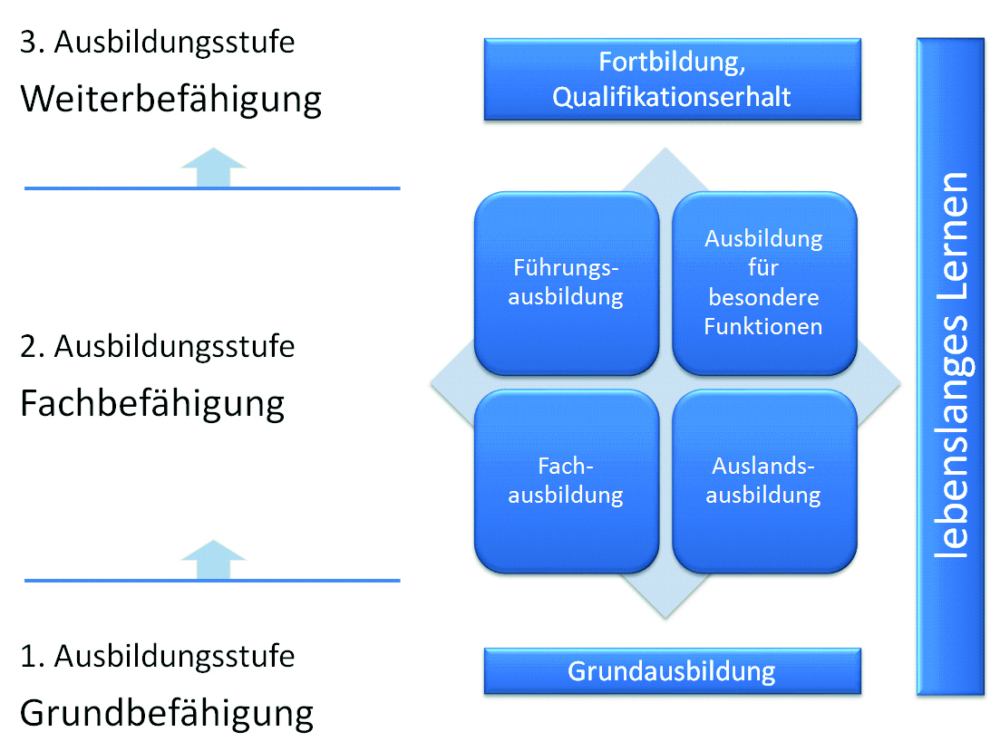 3. Ausbildungsstufe
Weiterbefähigung
Fortbildung,
Qualifikationserhalt
2. Ausbildungsstufe
Fachbefähigung
Führungs-
ausbildung
Ausbildung
für
besondere
Funktionen
Fach-
ausbildung
Auslands-
ausbildung
1. Ausbildungsstufe
Grundbefähigung
Grundausbildung
lebenslanges Lernen